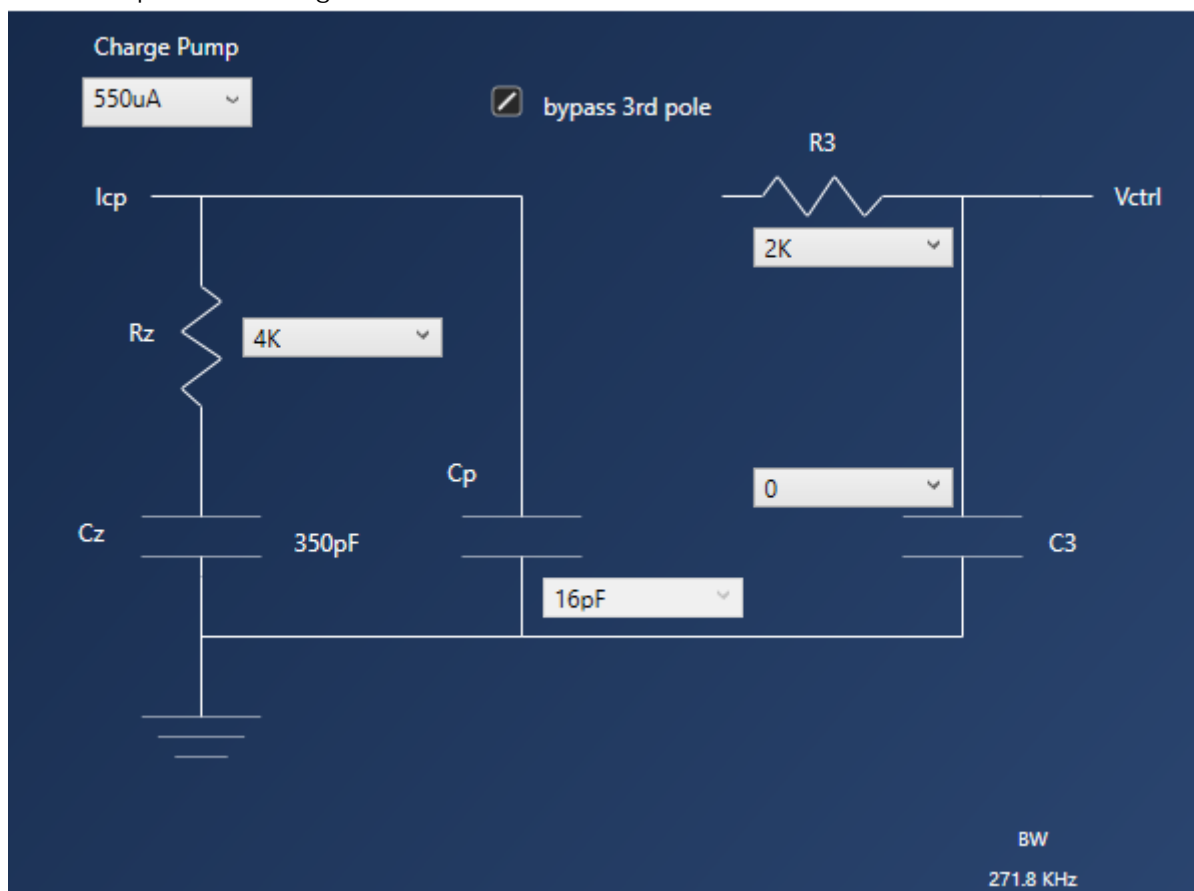 Charge Pump
550uA
bypass 3rd pole
R3
Icp
Vctrl
2K
Rz
4K
Cp
0
Cz
350pF
C3
16pF
BW
271.8 KHz